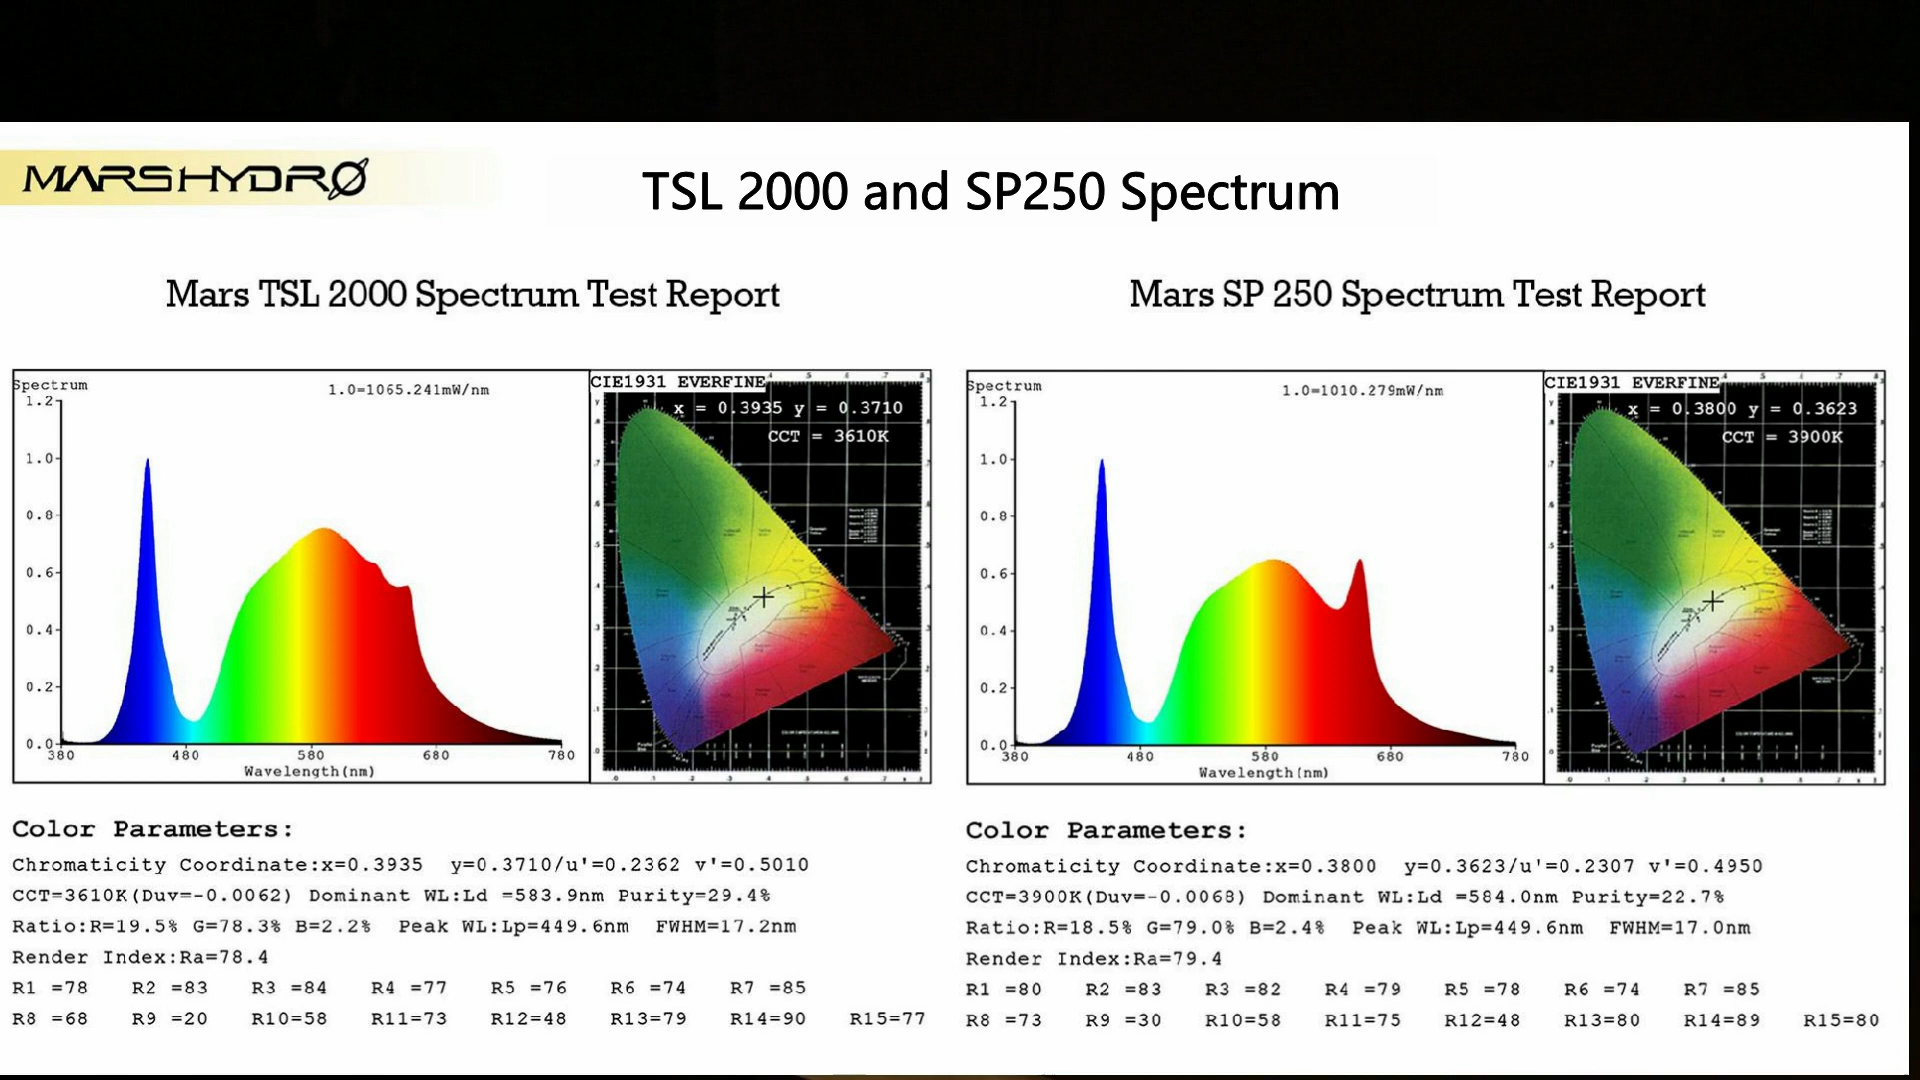 MARS HYDRO
TSL 2000 and SP250 Spectrum
Mars TSL 2000 Spectrum Test Report
Spectrum
1.0=1065.241mW/nm
1.2
1.0
0.8
0.6
0.4
0.2
0.0
380 480 580 680 780
Wavelength(nm)
CIE1931 EVERFINE
x = 0.3935 y = 0.3710
CCT = 3610K
Color Parameters:
Chromaticity Coordinate:x=0.3935 y=0.3710/u'=0.2362 v'=0.5010
CCT=3610K(Duv=-0.0062) Dominant WL:Ld =583.9nm Purity=29.4%
Ratio:R=19.5% G=78.3% B=2.2% Peak WL:Lp=449.6nm FWHM=17.2nm
Render Index:Ra=78.4
R1 =78 R2 =83 R3 =84 R4 =77 R5 =76 R6 =74 R7 =85
R8 =68 R9 =20 R10=58 R11=73 R12=48 R13=79 R14=90 R15=77
Mars SP 250 Spectrum Test Report
Spectrum
1.0=1010.279mW/nm
1.2
1.0
0.8
0.6
0.4
0.2
0.0
380 480 580 680 780
Wavelength(nm)
CIE1931 EVERFINE
x = 0.3800 y = 0.3623
CCT = 3900K
Color Parameters:
Chromaticity Coordinate:x=0.3800 y=0.3623/u'=0.2307 v'=0.4950
CCT=3900K(Duv=-0.0068) Dominant WL:Ld =584.0nm Purity=22.7%
Ratio:R=18.5% G=79.0% B=2.4% Peak WL:Lp=449.6nm FWHM=17.0nm
Render Index:Ra=79.4
R1 =80 R2 =83 R3 =82 R4 =79 R5 =78 R6 =74 R7 =85
R8 =73 R9 =30 R10=58 R11=75 R12=48 R13=80 R14=89 R15=80